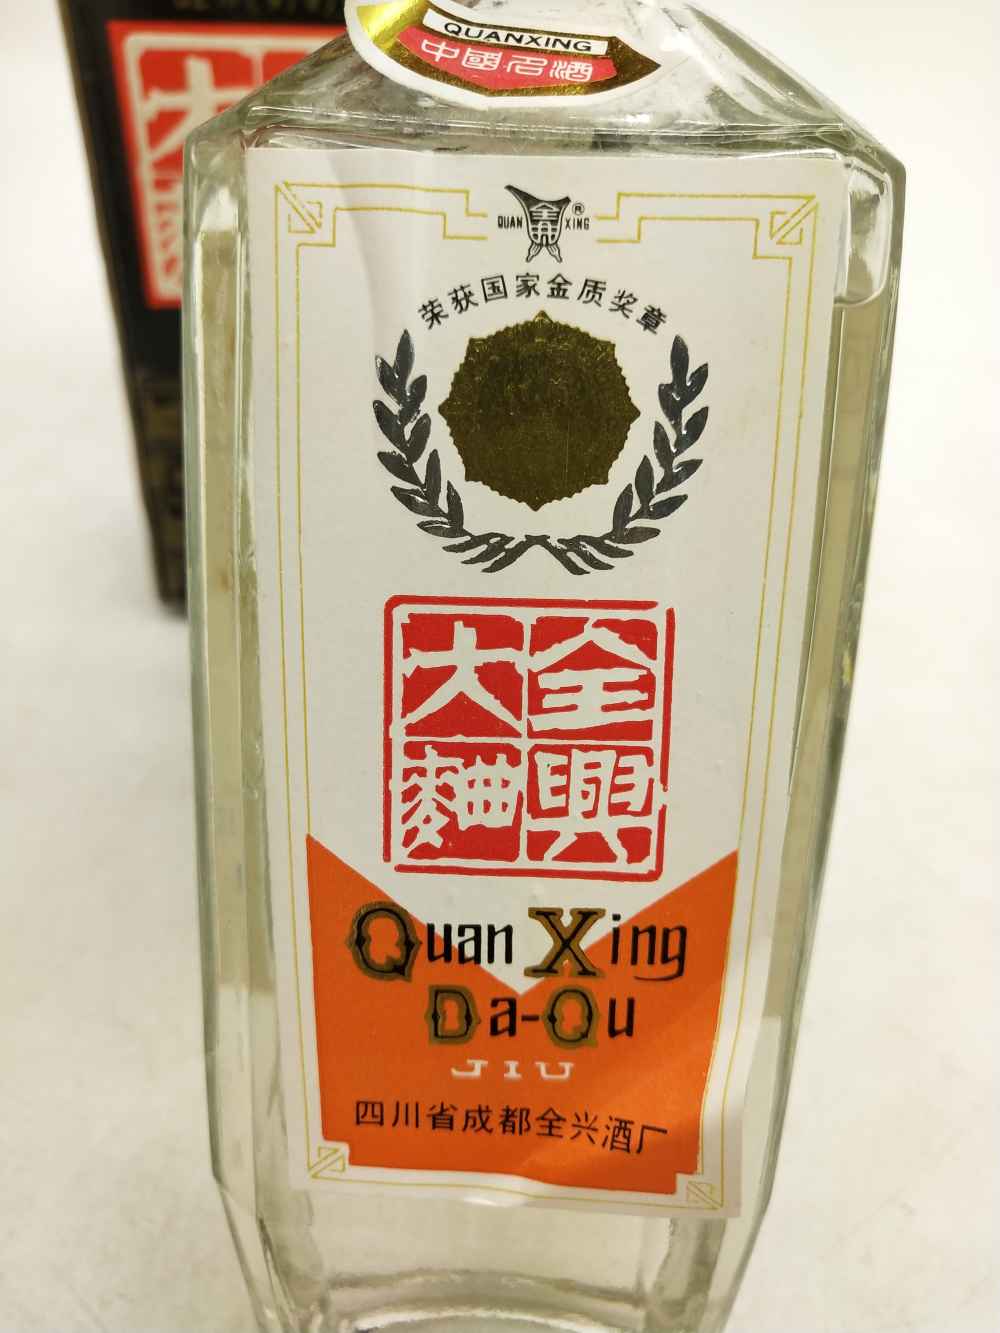 QUANXING
中國名酒
QUAN XING ®
荣获国家金质奖章
全興
大麯
Quan Xing
Da-Qu
JIU
四川省成都全兴酒厂
大